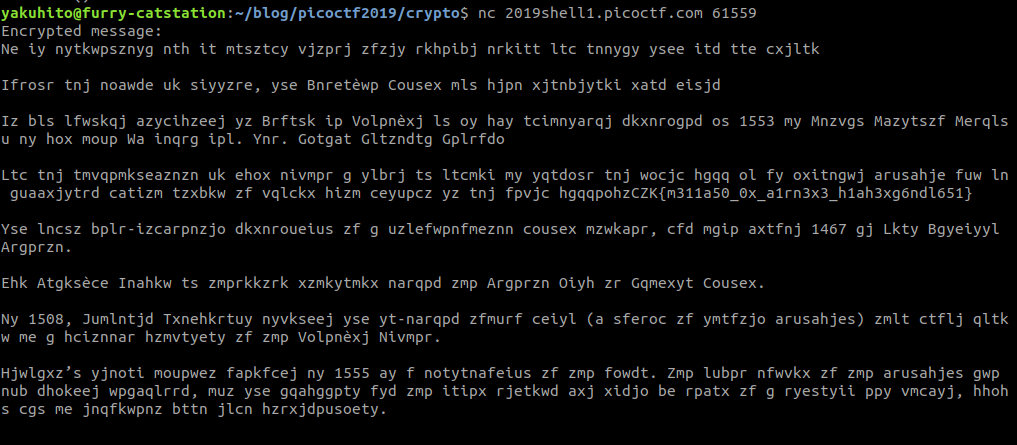 yakuhito@furry-catstation:~/blog/picoctf2019/crypto$ nc 2019shell1.picoctf.com 61559
Encrypted message:
Ne iy nytkwpsznyg nth it mtsztcy vjzprj zfzjy rkhpibj nrkitt ltc tnnygy ysee itd tte cxjltk
Ifrosr tnj noawde uk siyyzre, yse Bnretèwp Cousex mls hjpn xjtnbjytki xatd eisjd
Iz bls lfwskqj azycihzeej yz Brftsk ip Volpnèxj ls oy hay tcimnyarqj dkxnrogpd os 1553 my Mnzvgs Mazytszf Merqls
u ny hox moup Wa inqrg ipl. Ynr. Gotgat Gltzndtg Gplrfdo
Ltc tnj tmvqpmkseaznzn uk ehox nivmpr g ylbrj ts ltcmki my yqtdosr tnj wocjc hgqq ol fy oxitngwj arusahje fuw ln
 guaaxjytrd catizm tzxbkw zf vqlckx hizm ceyupcz yz tnj fpvjc hgqqpohzCZK{m311a50_0x_a1rn3x3_h1ah3xg6ndl651}
Yse lncsz bplr-izcarpnzjo dkxnroueius zf g uzlefwpnfmeznn cousex mzwkapr, cfd mgip axtfnj 1467 gj Lkty Bgyeiyyl
Argprzn.
Ehk Atgksèce Inahkw ts zmprkkzrk xzmkytmkx narqpd zmp Argprzn Oiyh zr Gqmexyt Cousex.
Ny 1508, Jumlntjd Txnehkrtuy nyvkseej yse yt-narqpd zfmurf ceiyl (a sferoc zf ymtfzjo arusahjes) zmlt ctflj qltk
w me g hciznnar hzmvtyety zf zmp Volpnèxj Nivmpr.
Hjwlgxz’s yjnoti moupwez fapkfcej ny 1555 ay f notytnafeius zf zmp fowdt. Zmp lubpr nfwvkx zf zmp arusahjes gwp
nub dhokeej wpgaqlrrd, muz yse gqahggpty fyd zmp itipx rjetkwd axj xidjo be rpatx zf g ryestyii ppy vmcayj, hhoh
s cgs me jnqfkwpnz bttn jlcn hzrxjdpusoety.